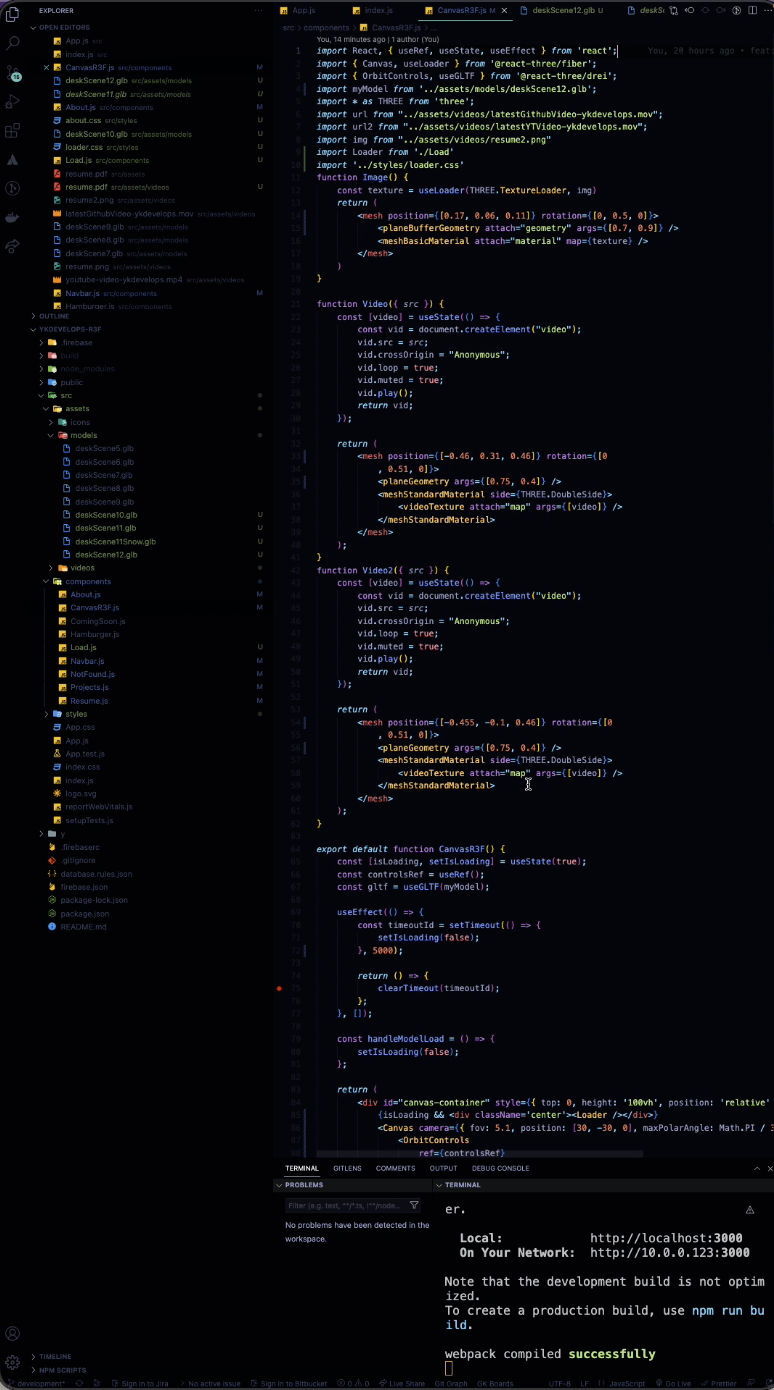 EXPLORER
OPEN EDITORS
App.js src
index.js src
CanvasR3F.js src/components M
deskScene12.glb src/assets/models U
deskScene11.glb src/assets/models U
About.js src/components M
about.css src/styles U
deskScene10.glb src/assets/models U
loader.css src/styles U
Load.js src/components U
resume.pdf src/assets
resume.pdf src/assets/videos U
resume2.png src/assets/videos
latestGithubVideo-ykdevelops.mov src/assets/videos
deskScene9.glb src/assets/models
deskScene8.glb src/assets/models
deskScene7.glb src/assets/models
resume.png src/assets/videos
youtube-video-ykdevelops.mp4 src/assets/videos
Navbar.js src/components M
Hamburger.js src/components
OUTLINE
YKDEVELOPS-R3F
.firebase
build
node_modules
public
src
assets
icons
models
deskScene5.glb
deskScene6.glb
deskScene7.glb
deskScene8.glb
deskScene9.glb
deskScene10.glb U
deskScene11.glb U
deskScene11Snow.glb U
deskScene12.glb U
videos
components
About.js M
CanvasR3F.js M
ComingSoon.js
Hamburger.js
Load.js U
Navbar.js M
NotFound.js M
Projects.js M
Resume.js M
styles
App.css
App.js
App.test.js
index.css
index.js
logo.svg
reportWebVitals.js
setupTests.js
y
.firebaserc
.gitignore
database.rules.json
firebase.json
package-lock.json
package.json
README.md
TIMELINE
NPM SCRIPTS
App.js index.js CanvasR3F.js M deskScene12.glb U
src > components > CanvasR3F.js > ...
You, 14 minutes ago | 1 author (You)
import React, { useRef, useState, useEffect } from 'react'; You, 20 hours ago • feat
import { Canvas, useLoader } from '@react-three/fiber';
import { OrbitControls, useGLTF } from '@react-three/drei';
import myModel from '../assets/models/deskScene12.glb';
import * as THREE from 'three';
import url from "../assets/videos/latestGithubVideo-ykdevelops.mov";
import url2 from "../assets/videos/latestYTVideo-ykdevelops.mov";
import img from "../assets/videos/resume2.png"
import Loader from './Load'
import '../styles/loader.css'
function Image() {
const texture = useLoader(THREE.TextureLoader, img)
return (
<mesh position={[0.17, 0.06, 0.11]} rotation={[0, 0.5, 0]}>
<planeBufferGeometry attach="geometry" args={[0.7, 0.9]} />
<meshBasicMaterial attach="material" map={texture} />
</mesh>
)
}
function Video({ src }) {
const [video] = useState(() => {
const vid = document.createElement("video");
vid.src = src;
vid.crossOrigin = "Anonymous";
vid.loop = true;
vid.muted = true;
vid.play();
return vid;
});
return (
<mesh position={[-0.46, 0.31, 0.46]} rotation={[0
, 0.51, 0]}>
<planeGeometry args={[0.75, 0.4]} />
<meshStandardMaterial side={THREE.DoubleSide}>
<videoTexture attach="map" args={[video]} />
</meshStandardMaterial>
</mesh>
);
}
function Video2({ src }) {
const [video] = useState(() => {
const vid = document.createElement("video");
vid.src = src;
vid.crossOrigin = "Anonymous";
vid.loop = true;
vid.muted = true;
vid.play();
return vid;
});
return (
<mesh position={[-0.455, -0.1, 0.46]} rotation={[0
, 0.51, 0]}>
<planeGeometry args={[0.75, 0.4]} />
<meshStandardMaterial side={THREE.DoubleSide}>
<videoTexture attach="map" args={[video]} />
</meshStandardMaterial>
</mesh>
);
}
export default function CanvasR3F() {
const [isLoading, setIsLoading] = useState(true);
const controlsRef = useRef();
const gltf = useGLTF(myModel);
useEffect(() => {
const timeoutId = setTimeout(() => {
setIsLoading(false);
}, 5000);
return () => {
clearTimeout(timeoutId);
};
}, []);
const handleModelLoad = () => {
setIsLoading(false);
};
return (
<div id="canvas-container" style={{ top: 0, height: '100vh', position: 'relative'
{isLoading && <div className='center'><Loader /></div>}
<Canvas camera={{ fov: 5.1, position: [30, -30, 0], maxPolarAngle: Math.PI / 3
<OrbitControls
ref={controlsRef}
TERMINAL GITLENS COMMENTS OUTPUT DEBUG CONSOLE
PROBLEMS
Filter (e.g. text, **/*.ts, !**/node...
No problems have been detected in the
workspace.
TERMINAL
er.
Local: http://localhost:3000
On Your Network: http://10.0.0.123:3000
Note that the development build is not optim
ized.
To create a production build, use npm run bu
ild.
webpack compiled successfully
development* Sign in to Jira No active issue Sign in to Bitbucket 0 0 Live Share Git Graph GK Boards UTF-8 LF JavaScript Go Live Prettier